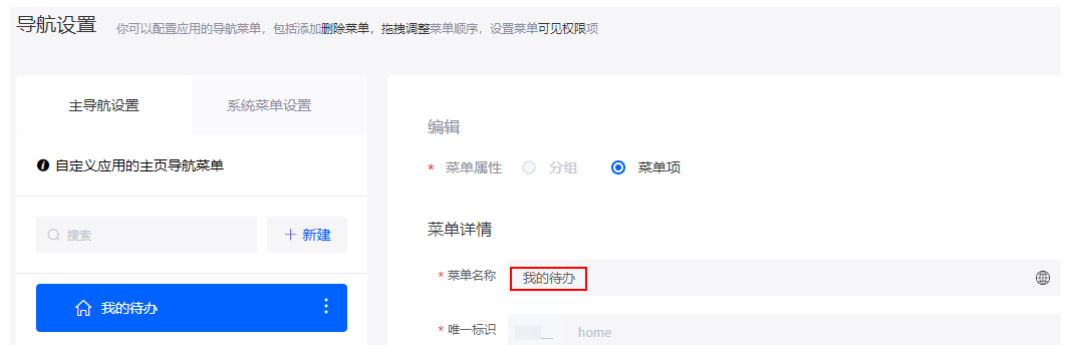 导航设置 你可以配置应用的导航菜单，包括添加删除菜单，拖拽调整菜单顺序，设置菜单可见权限项
主导航设置 系统菜单设置
自定义应用的主页导航菜单
搜索 + 新建
我的待办
编辑
* 菜单属性 分组 菜单项
菜单详情
* 菜单名称 我的待办
* 唯一标识 __ home